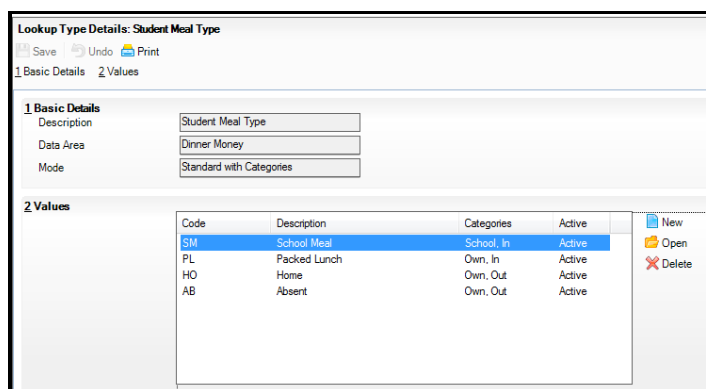 Lookup Type Details: Student Meal Type
Save Undo Print
1 Basic Details 2 Values
1 Basic Details
Description Student Meal Type
Data Area Dinner Money
Mode Standard with Categories
2 Values
Code Description Categories Active New
SM School Meal School, In Active Open
PL Packed Lunch Own, In Active Delete
HO Home Own, Out Active
AB Absent Own, Out Active